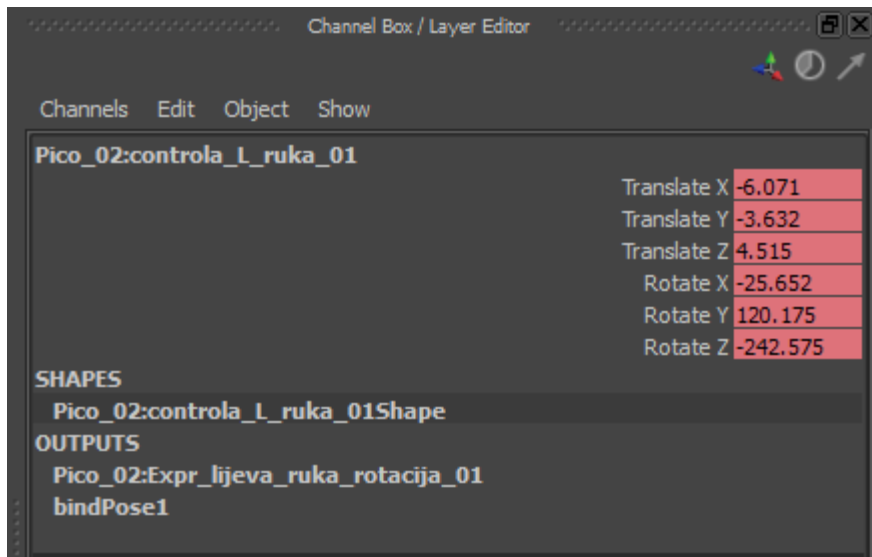 Channel Box / Layer Editor
Channels Edit Object Show
Pico_02:controla_L_ruka_01
Translate X -6.071
Translate Y -3.632
Translate Z 4.515
Rotate X -25.652
Rotate Y 120.175
Rotate Z -242.575
SHAPES
Pico_02:controla_L_ruka_01Shape
OUTPUTS
Pico_02:Expr_lijeva_ruka_rotacija_01
bindPose1